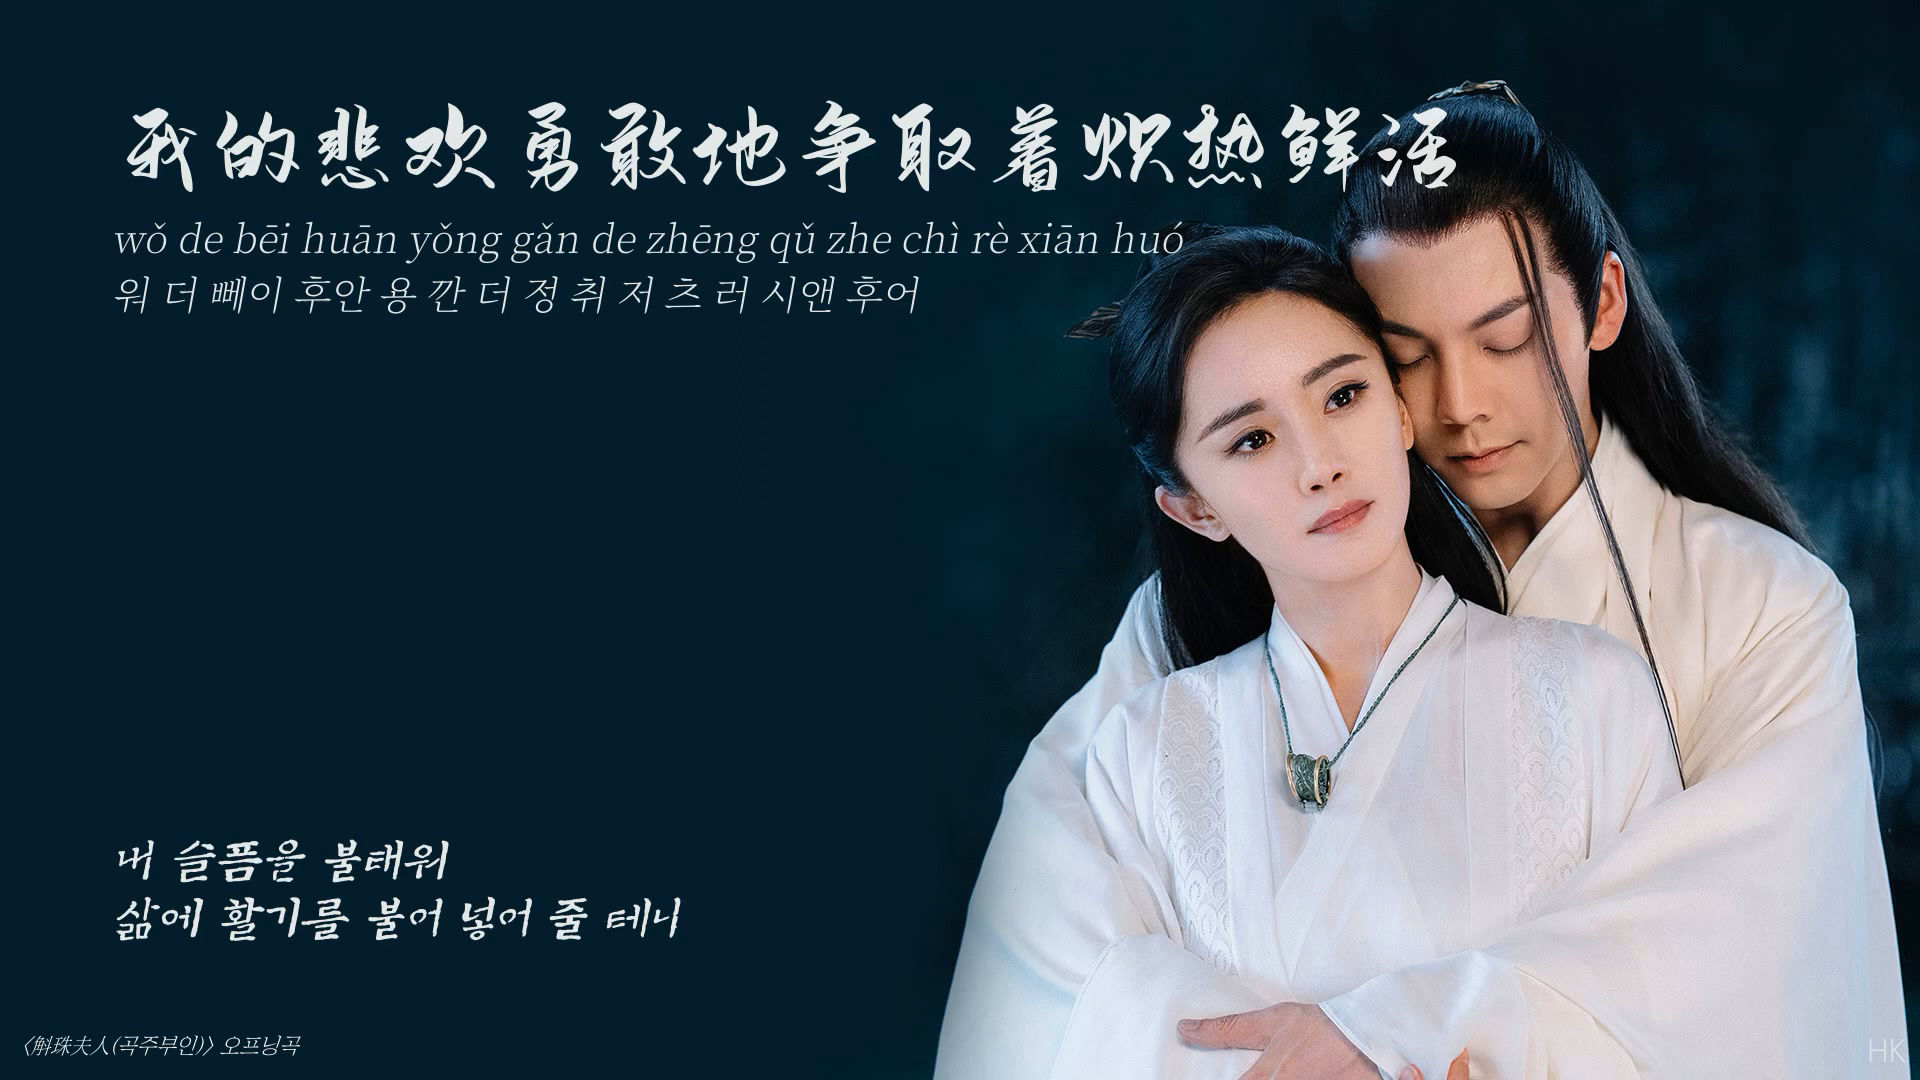 我的悲欢勇敢地争取着炽热鲜活
wǒ de bēi huān yǒng gǎn de zhēng qǔ zhe chì rè xiān huó
워 더 뻬이 후안 용 깐 더 정 취 저 츠 러 시앤 후어
내 슬픔을 불태워
삶에 활기를 불어 넣어 줄 테니
〈斛珠夫人(곡주부인)〉 오프닝곡
HK